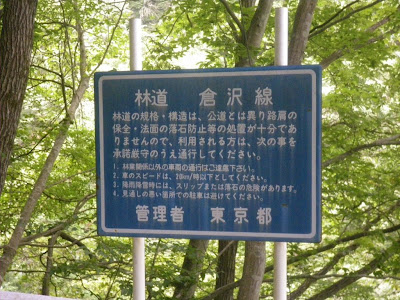 林道 倉沢線
林道の規格・構造は、公道とは異り路肩の
保全・法面の落石防止等の処置が十分であ
りませんので、利用される方は、次の事を
承諾厳守のうえ通行してください。
1. 林業関係以外の車両の通行はご遠慮下さい。
2. 車のスピードは、20km/時以下としてください。
3. 降雨降雪時には、スリップまたは落石の危険があります。
4. 見通しの悪い箇所での駐車は避けてください。
管理者 東京都